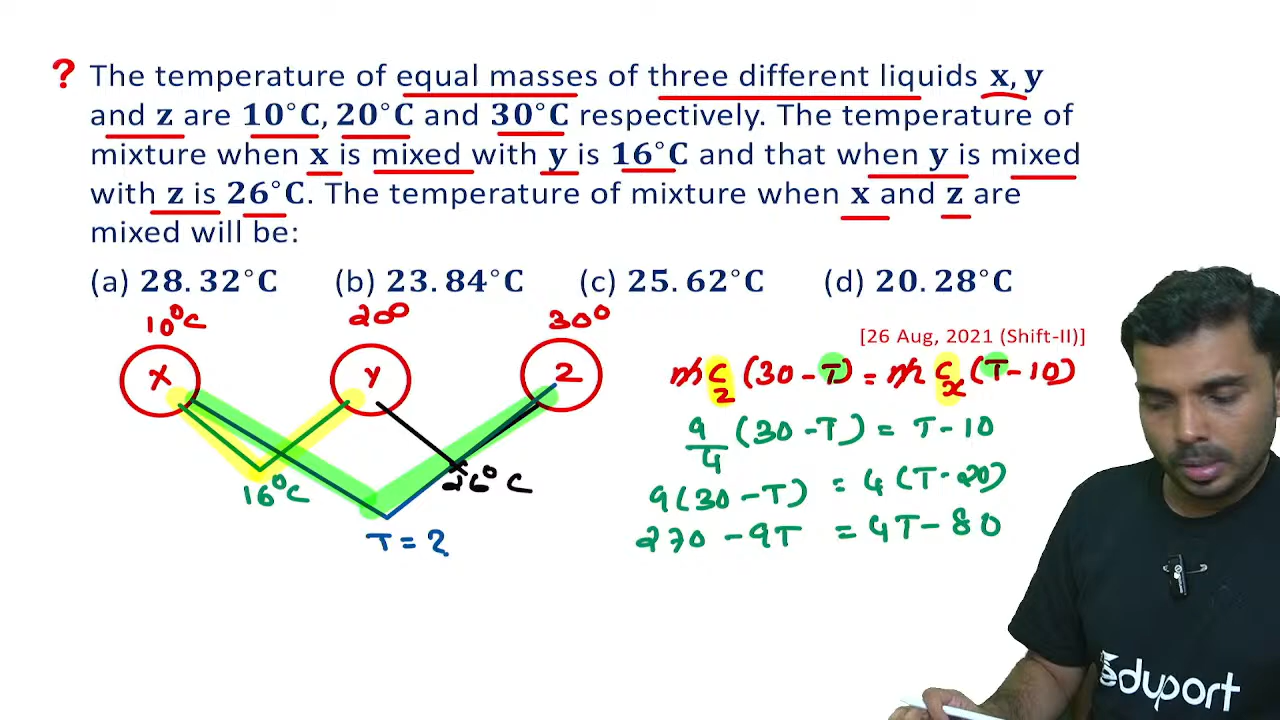 ? The temperature of equal masses of three different liquids x, y
and z are 10°C, 20°C and 30°C respectively. The temperature of
mixture when x is mixed with y is 16°C and that when y is mixed
with z is 26°C. The temperature of mixture when x and z are
mixed will be:
(a) 28.32°C (b) 23.84°C (c) 25.62°C (d) 20.28°C
[26 Aug, 2021 (Shift-II)]
10°C 20° 30°
X Y Z
16°C 26°C
T = ?
m C_z (30 - T) = m C_x (T - 10)
9/4 (30 - T) = T - 10
9(30 - T) = 4(T - 20)
270 - 9T = 4T - 80
eduport